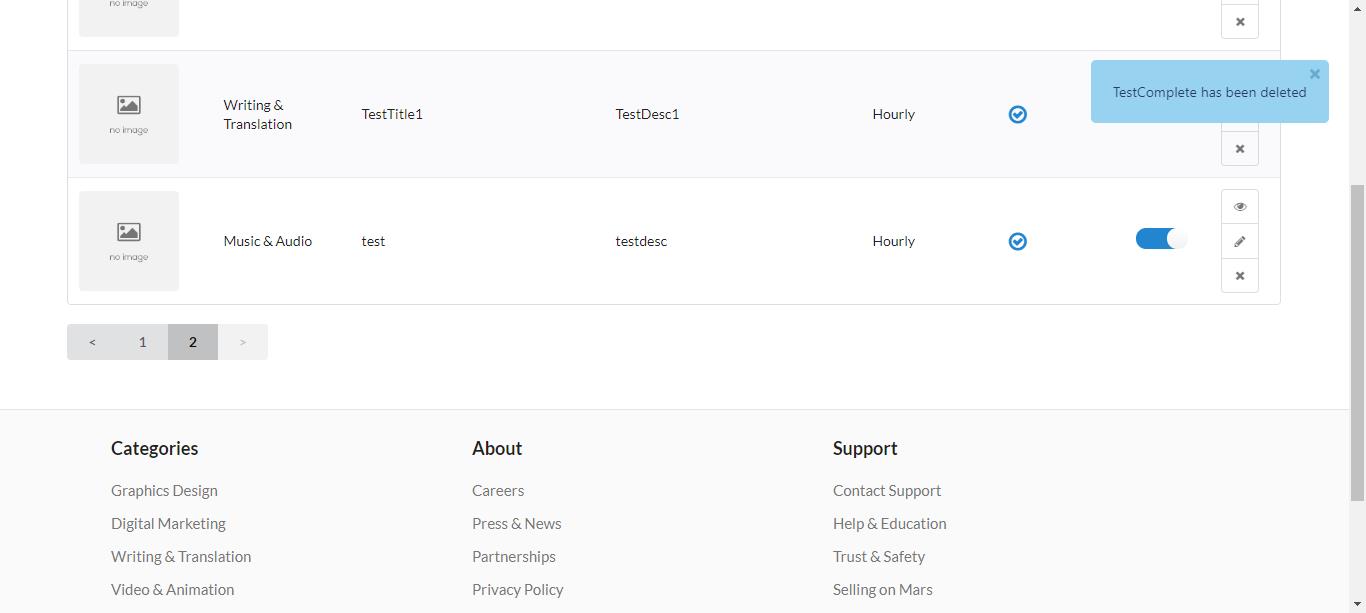 no image
TestComplete has been deleted
no image
Writing &
Translation
TestTitle1
TestDesc1
Hourly
no image
Music & Audio
test
testdesc
Hourly
< 1 2 >
Categories
Graphics Design
Digital Marketing
Writing & Translation
Video & Animation
About
Careers
Press & News
Partnerships
Privacy Policy
Support
Contact Support
Help & Education
Trust & Safety
Selling on Mars